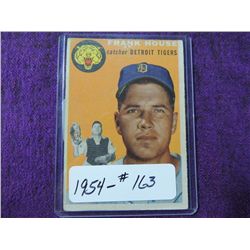 FRANK HOUSE
catcher DETROIT TIGERS
D
1954-#163